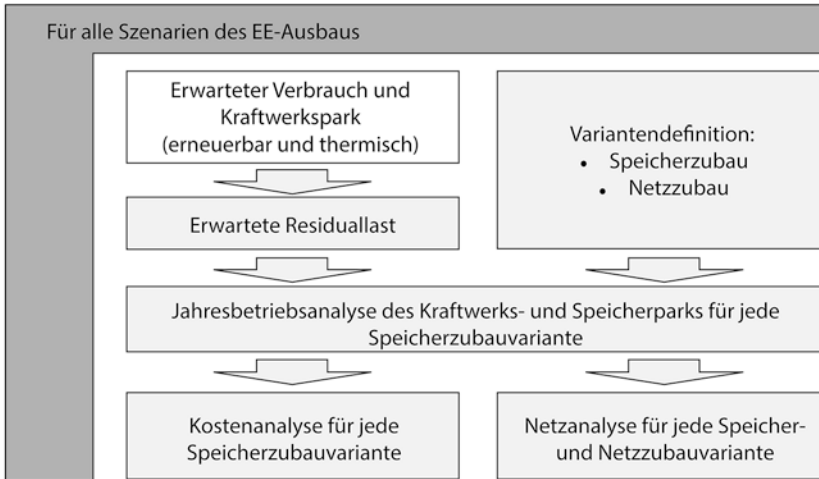 Für alle Szenarien des EE-Ausbaus
Erwarteter Verbrauch und
Kraftwerkspark
(erneuerbar und thermisch)
Variantendefinition:
• Speicherzubau
• Netzzubau
Erwartete Residuallast
Jahresbetriebsanalyse des Kraftwerks- und Speicherparks für jede
Speicherzubauvariante
Kostenanalyse für jede
Speicherzubauvariante
Netzanalyse für jede Speicher-
und Netzzubauvariante